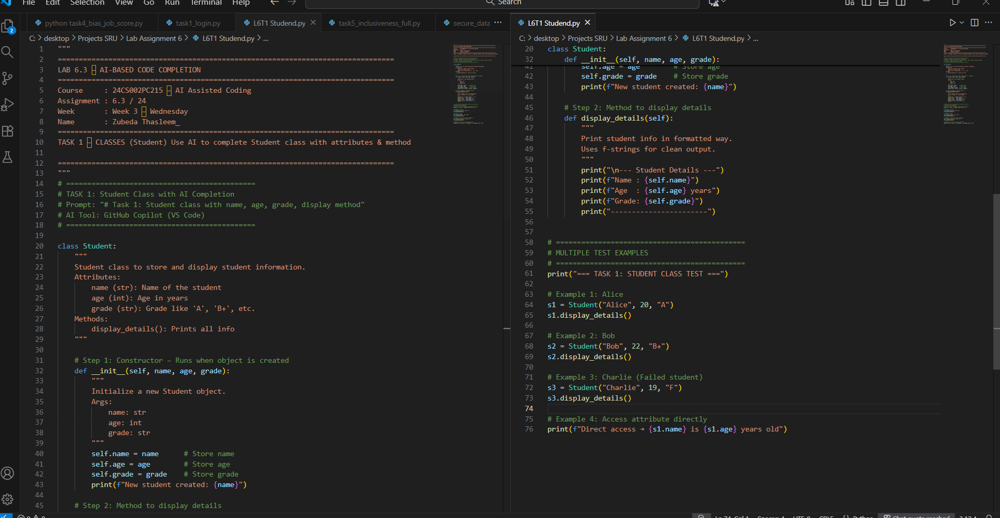 File Edit Selection View Go Run Terminal Help
Search
python task4_bias_job_score.py
task1_login.py
L6T1 Studend.py
task5_inclusiveness_full.py
secure_data
L6T1 Studend.py
2
C: > desktop > Projects SRU > Lab Assignment 6 > L6T1 Studend.py > ...
1 """
2 ================================================================================
3 LAB 6.3 – AI-BASED CODE COMPLETION
4 ================================================================================
5 Course    : 24CS002PC215 – AI Assisted Coding
6 Assignment : 6.3 / 24
7 Week       : Week 3 – Wednesday
8 Name       : Zubeda Thasleem_
9 ================================================================================
10 TASK 1 – CLASSES (Student) Use AI to complete Student class with attributes & method
11
12 ================================================================================
13 """
14 # =============================================
15 # TASK 1: Student Class with AI Completion
16 # Prompt: "# Task 1: Student class with name, age, grade, display method"
17 # AI Tool: GitHub Copilot (VS Code)
18 # =============================================
19
20 class Student:
21     """
22     Student class to store and display student information.
23     Attributes:
24         name (str): Name of the student
25         age (int): Age in years
26         grade (str): Grade like 'A', 'B+', etc.
27     Methods:
28         display_details(): Prints all info
29     """
30
31     # Step 1: Constructor – Runs when object is created
32     def __init__(self, name, age, grade):
33         """
34         Initialize a new Student object.
35         Args:
36             name: str
37             age: int
38             grade: str
39         """
40         self.name = name      # Store name
41         self.age = age        # Store age
42         self.grade = grade    # Store grade
43         print(f"New student created: {name}")
44
45     # Step 2: Method to display details
C: > desktop > Projects SRU > Lab Assignment 6 > L6T1 Studend.py > ...
20 class Student:
32     def __init__(self, name, age, grade):
41         self.age = age        # Store age
42         self.grade = grade    # Store grade
43         print(f"New student created: {name}")
44
45     # Step 2: Method to display details
46     def display_details(self):
47         """
48         Print student info in formatted way.
49         Uses f-strings for clean output.
50         """
51         print("\n--- Student Details ---")
52         print(f"Name : {self.name}")
53         print(f"Age  : {self.age} years")
54         print(f"Grade: {self.grade}")
55         print("-----------------------")
56
57
58 # =============================================
59 # MULTIPLE TEST EXAMPLES
60 # =============================================
61 print("=== TASK 1: STUDENT CLASS TEST ===")
62
63 # Example 1: Alice
64 s1 = Student("Alice", 20, "A")
65 s1.display_details()
66
67 # Example 2: Bob
68 s2 = Student("Bob", 22, "B+")
69 s2.display_details()
70
71 # Example 3: Charlie (Failed student)
72 s3 = Student("Charlie", 19, "F")
73 s3.display_details()
74
75 # Example 4: Access attribute directly
76 print(f"Direct access → {s1.name} is {s1.age} years old")
Ln 74, Col 1 Spaces: 4 UTF-8 CRLF {} Python Chat quota reached 3.12.4